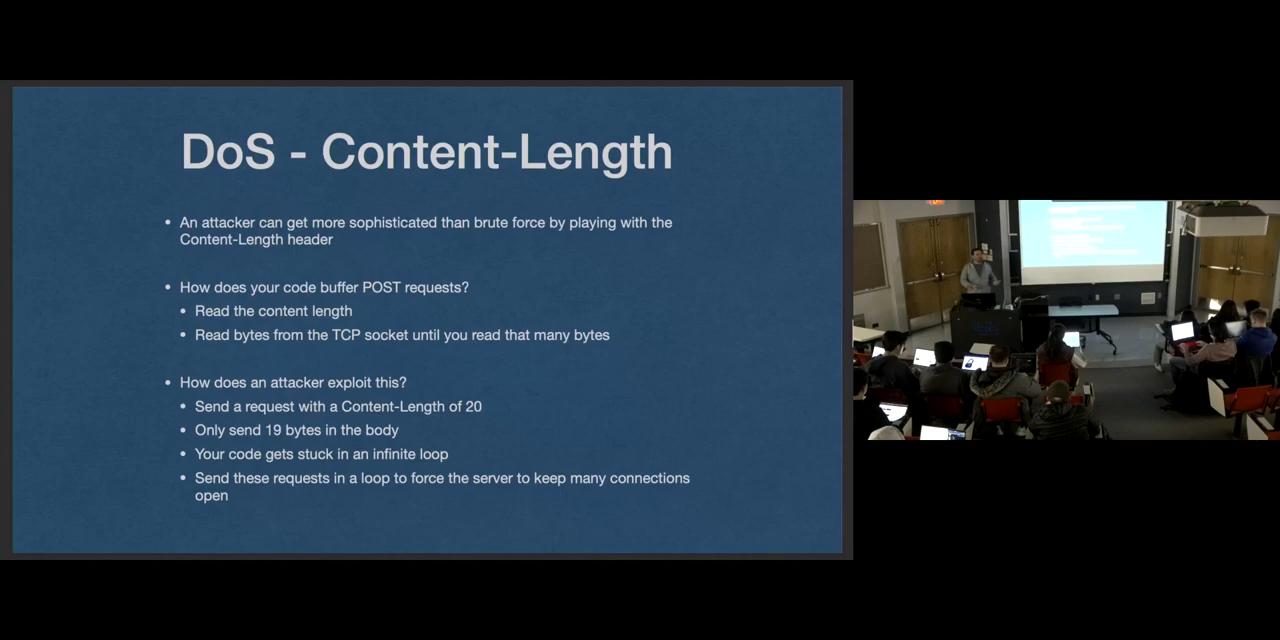 DoS - Content-Length
• An attacker can get more sophisticated than brute force by playing with the
Content-Length header
• How does your code buffer POST requests?
• Read the content length
• Read bytes from the TCP socket until you read that many bytes
• How does an attacker exploit this?
• Send a request with a Content-Length of 20
• Only send 19 bytes in the body
• Your code gets stuck in an infinite loop
• Send these requests in a loop to force the server to keep many connections
open